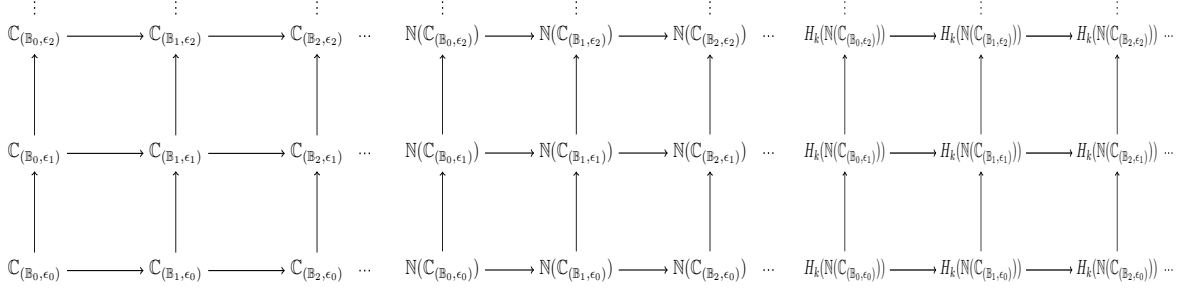 ⋮ ⋮ ⋮ ⋮ ⋮ ⋮ ⋮ ⋮ ⋮
ℂ_{(𝔹_0,ϵ_2)} ℂ_{(𝔹_1,ϵ_2)} ℂ_{(𝔹_2,ϵ_2)} ... ℕ(ℂ_{(𝔹_0,ϵ_2)}) ℕ(ℂ_{(𝔹_1,ϵ_2)}) ℕ(ℂ_{(𝔹_2,ϵ_2)}) ... H_k(ℕ(ℂ_{(𝔹_0,ϵ_2)})) H_k(ℕ(ℂ_{(𝔹_1,ϵ_2)})) H_k(ℕ(ℂ_{(𝔹_2,ϵ_2)})) ...
ℂ_{(𝔹_0,ϵ_1)} ℂ_{(𝔹_1,ϵ_1)} ℂ_{(𝔹_2,ϵ_1)} ... ℕ(ℂ_{(𝔹_0,ϵ_1)}) ℕ(ℂ_{(𝔹_1,ϵ_1)}) ℕ(ℂ_{(𝔹_2,ϵ_1)}) ... H_k(ℕ(ℂ_{(𝔹_0,ϵ_1)})) H_k(ℕ(ℂ_{(𝔹_1,ϵ_1)})) H_k(ℕ(ℂ_{(𝔹_2,ϵ_1)})) ...
ℂ_{(𝔹_0,ϵ_0)} ℂ_{(𝔹_1,ϵ_0)} ℂ_{(𝔹_2,ϵ_0)} ... ℕ(ℂ_{(𝔹_0,ϵ_0)}) ℕ(ℂ_{(𝔹_1,ϵ_0)}) ℕ(ℂ_{(𝔹_2,ϵ_0)}) ... H_k(ℕ(ℂ_{(𝔹_0,ϵ_0)})) H_k(ℕ(ℂ_{(𝔹_1,ϵ_0)})) H_k(ℕ(ℂ_{(𝔹_2,ϵ_0)})) ...